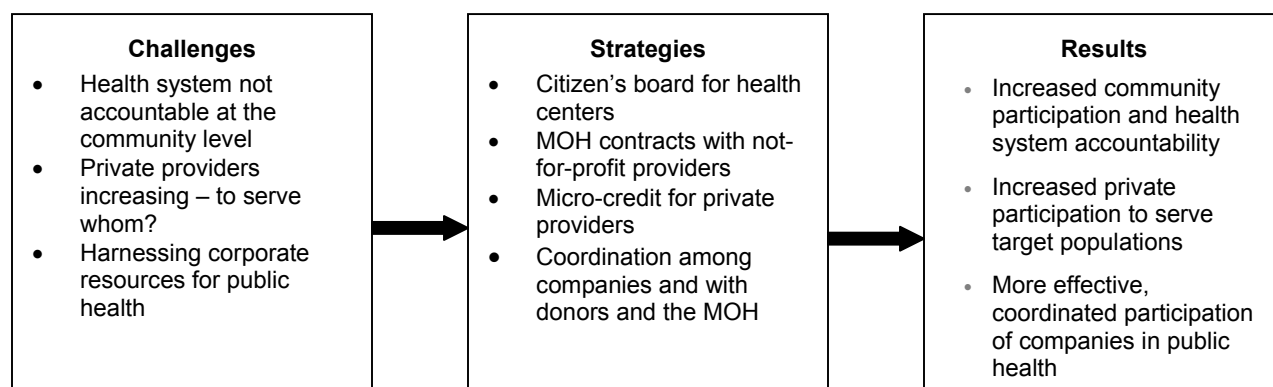 Challenges
• Health system not
accountable at the
community level
• Private providers
increasing – to serve
whom?
• Harnessing corporate
resources for public
health
Strategies
• Citizen’s board for health
centers
• MOH contracts with not-
for-profit providers
• Micro-credit for private
providers
• Coordination among
companies and with
donors and the MOH
Results
• Increased community
participation and health
system accountability
• Increased private
participation to serve
target populations
• More effective,
coordinated participation
of companies in public
health